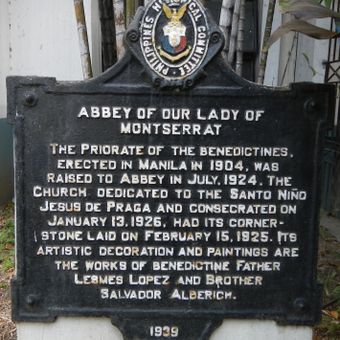 PHILIPPINES HISTORICAL COMMITTEE
ABBEY OF OUR LADY OF
MONTSERRAT
THE PRIORATE OF THE BENEDICTINES,
ERECTED IN MANILA IN 1904, WAS
RAISED TO ABBEY IN JULY, 1924. THE
CHURCH DEDICATED TO THE SANTO NIÑO
JESUS DE PRAGA AND CONSECRATED ON
JANUARY 13, 1926, HAD ITS CORNER-
STONE LAID ON FEBRUARY 15, 1925. ITS
ARTISTIC DECORATION AND PAINTINGS ARE
THE WORKS OF BENEDICTINE FATHER
LESMES LOPEZ AND BROTHER
SALVADOR ALBERICH.
1939